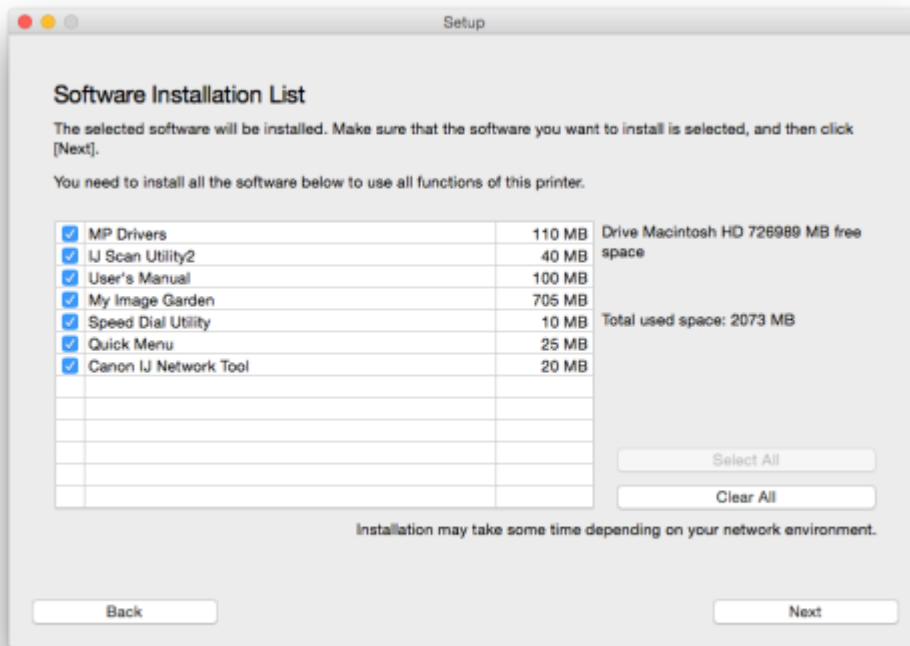 Setup
Software Installation List
The selected software will be installed. Make sure that the software you want to install is selected, and then click
[Next].
You need to install all the software below to use all functions of this printer.
MP Drivers 110 MB
IJ Scan Utility2 40 MB
User's Manual 100 MB
My Image Garden 705 MB
Speed Dial Utility 10 MB
Quick Menu 25 MB
Canon IJ Network Tool 20 MB
Drive Macintosh HD 726989 MB free
space
Total used space: 2073 MB
Select All
Clear All
Installation may take some time depending on your network environment.
Back Next